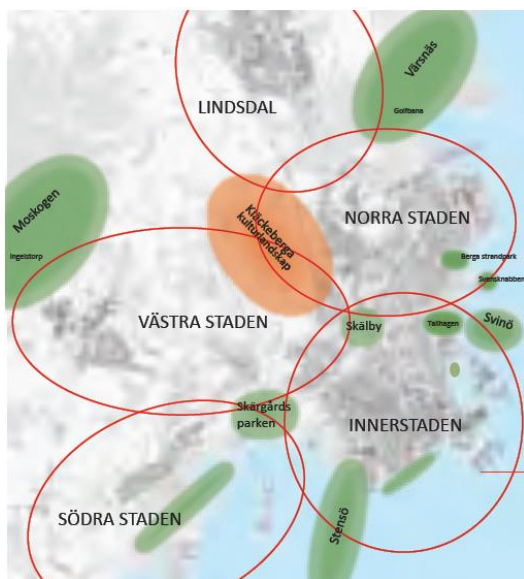 Värsnäs
Golfbana
LINDSDAL
Moskogen
Ingelstorp
Kläckeberga
kulturlandskap
NORRA STADEN
Berga strandpark
Svensknabben
VÄSTRA STADEN
Skälby
Tallhagen
Svinö
Skärgårds
parken
INNERSTADEN
SÖDRA STADEN
Stensö